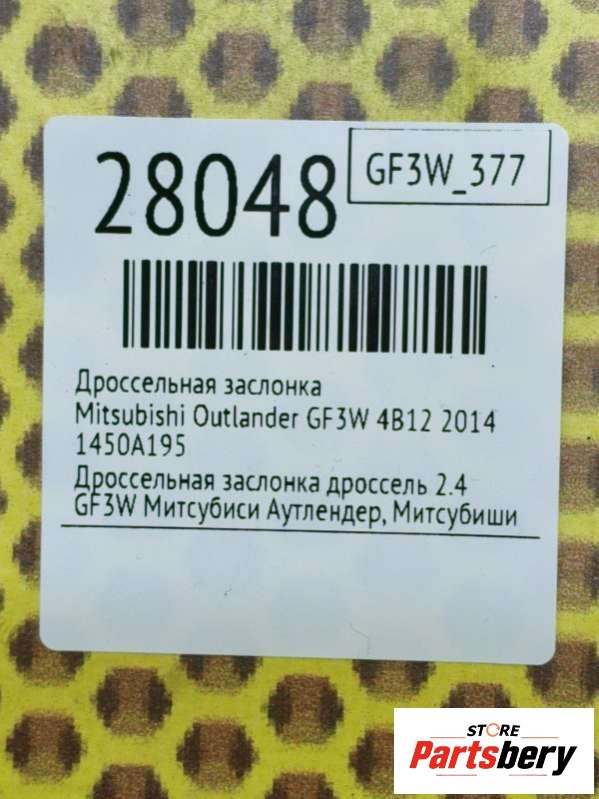 28048
GF3W_377
Дроссельная заслонка
Mitsubishi Outlander GF3W 4B12 2014
1450A195
Дроссельная заслонка дроссель 2.4
GF3W Митсубиси Аутлендер, Митсубиши
STORE
Partsbery